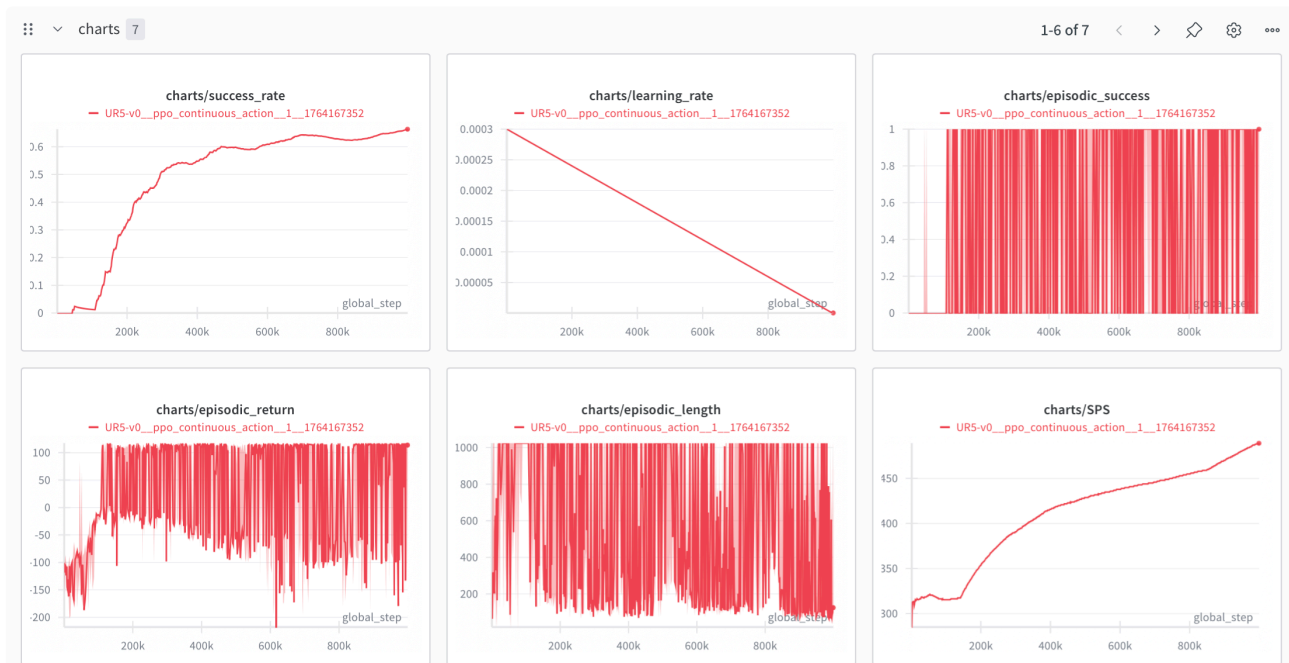 charts 7
1-6 of 7
charts/success_rate
UR5-v0__ppo_continuous_action__1__1764167352
0.6
0.5
0.4
0.3
0.2
0.1
0
global_step
200k 400k 600k 800k
charts/learning_rate
UR5-v0__ppo_continuous_action__1__1764167352
0.0003
0.00025
0.0002
0.00015
0.0001
0.00005
global_step
200k 400k 600k 800k
charts/episodic_success
UR5-v0__ppo_continuous_action__1__1764167352
1
0.8
0.6
0.4
0.2
0
global_step
200k 400k 600k 800k
charts/episodic_return
UR5-v0__ppo_continuous_action__1__1764167352
100
50
0
-50
-100
-150
-200
global_step
200k 400k 600k 800k
charts/episodic_length
UR5-v0__ppo_continuous_action__1__1764167352
1000
800
600
400
200
global_step
200k 400k 600k 800k
charts/SPS
UR5-v0__ppo_continuous_action__1__1764167352
450
400
350
300
global_step
200k 400k 600k 800k